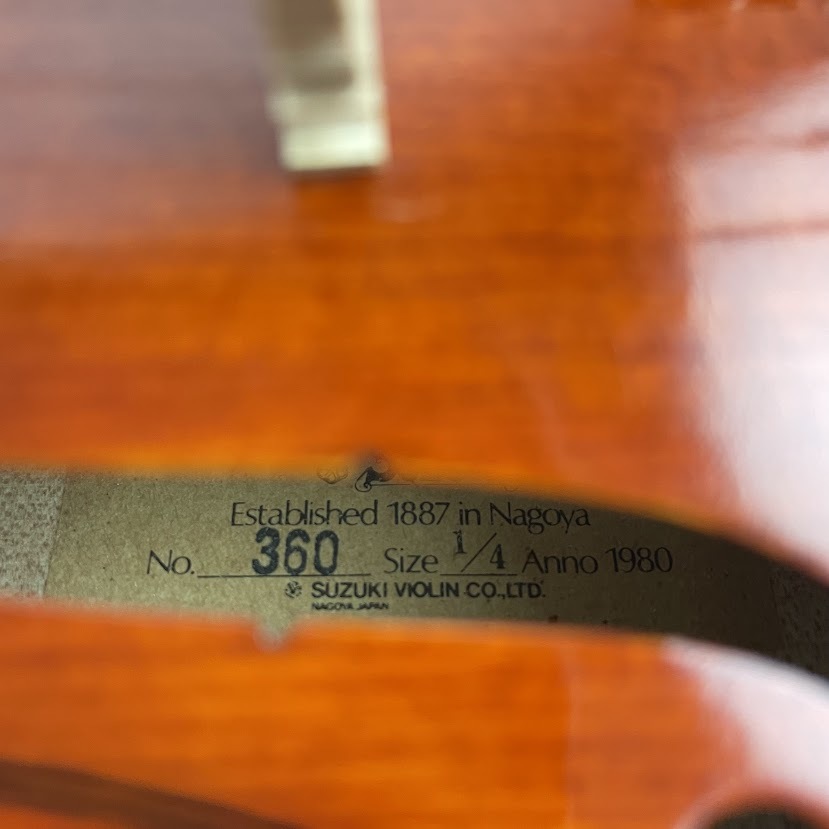 Established 1887 in Nagoya
No. 360 Size 1/4 Anno 1980
SUZUKI VIOLIN CO.,LTD.
NAGOYA JAPAN